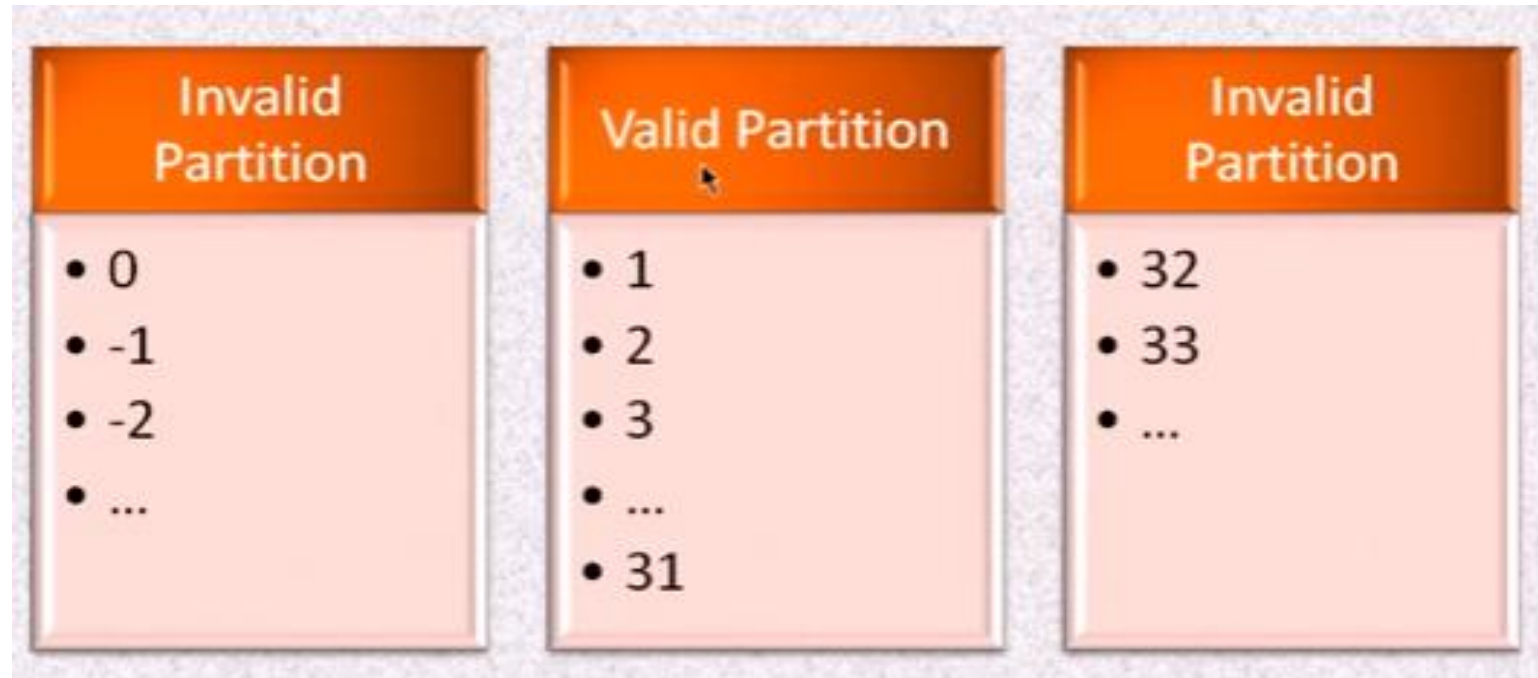 Invalid
Partition
• 0
• -1
• -2
• ...
Valid Partition
• 1
• 2
• 3
• ...
• 31
Invalid
Partition
• 32
• 33
• ...